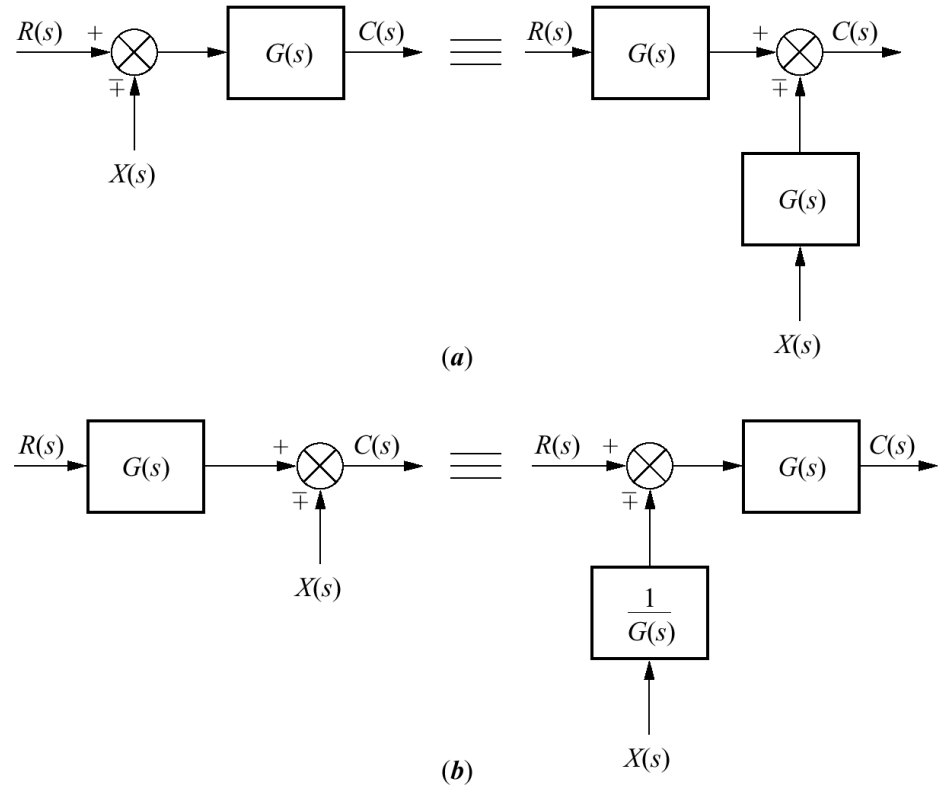 R(s) + G(s) C(s) R(s) G(s) + C(s)
∓ ∓
X(s) G(s)
X(s)
(a)
R(s) G(s) + C(s) R(s) + G(s) C(s)
∓ ∓
X(s) 1
G(s)
X(s)
(b)